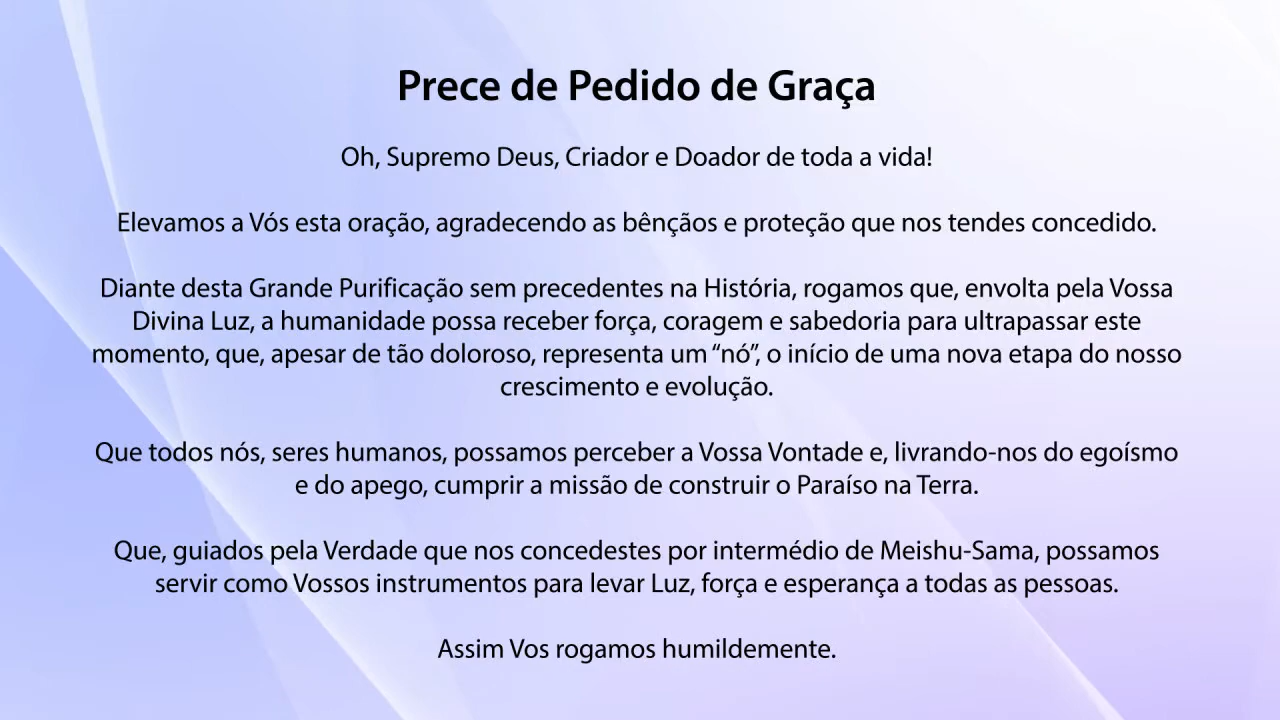 Prece de Pedido de Graça
Oh, Supremo Deus, Criador e Doador de toda a vida!
Elevamos a Vós esta oração, agradecendo as bênçãos e proteção que nos tendes concedido.
Diante desta Grande Purificação sem precedentes na História, rogamos que, envolta pela Vossa
Divina Luz, a humanidade possa receber força, coragem e sabedoria para ultrapassar este
momento, que, apesar de tão doloroso, representa um “nó”, o início de uma nova etapa do nosso
crescimento e evolução.
Que todos nós, seres humanos, possamos perceber a Vossa Vontade e, livrando-nos do egoísmo
e do apego, cumprir a missão de construir o Paraíso na Terra.
Que, guiados pela Verdade que nos concedestes por intermédio de Meishu-Sama, possamos
servir como Vossos instrumentos para levar Luz, força e esperança a todas as pessoas.
Assim Vos rogamos humildemente.